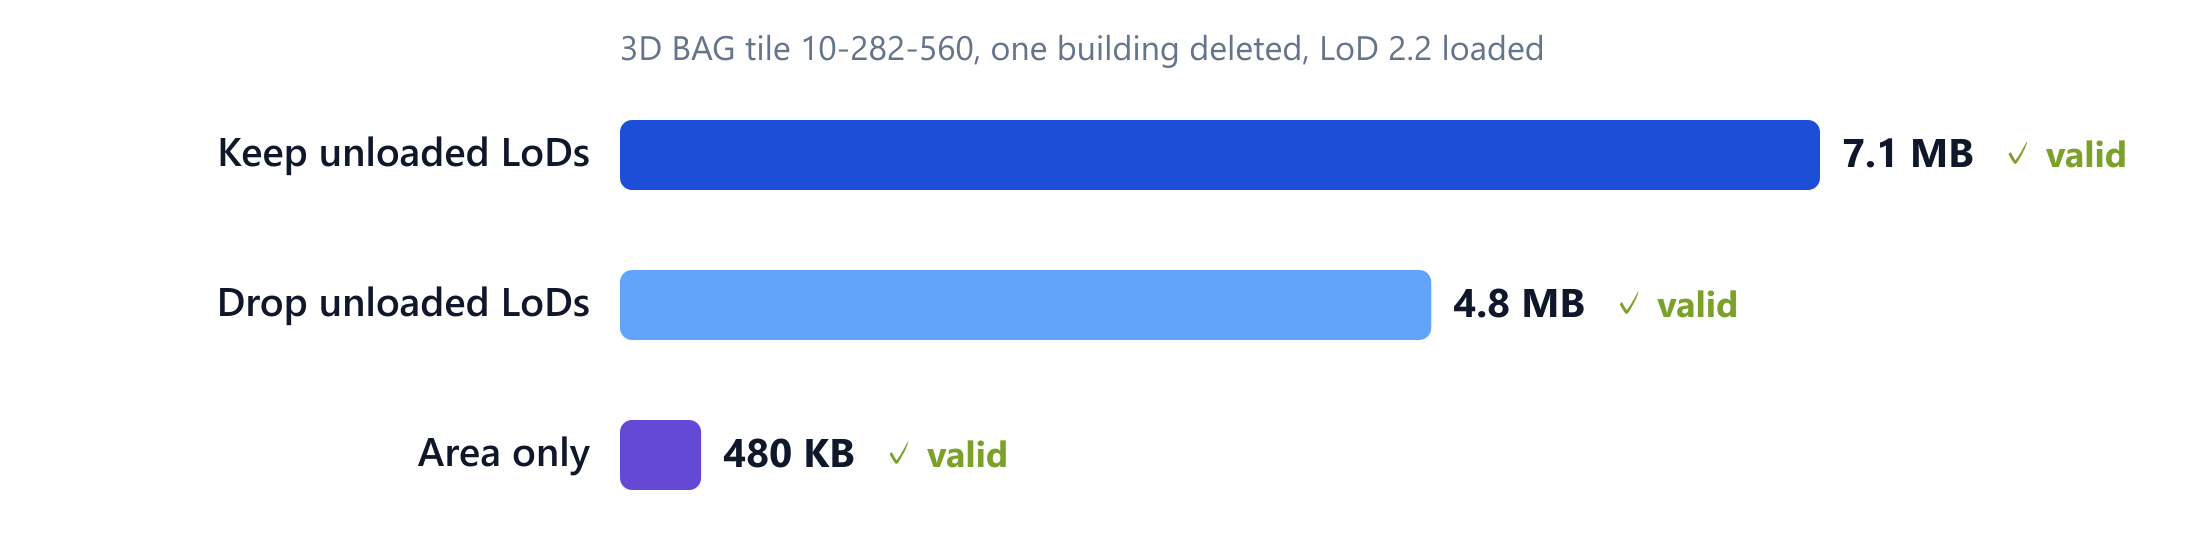 3D BAG tile 10-282-560, one building deleted, LoD 2.2 loaded
Keep unloaded LoDs 7.1 MB ✓ valid
Drop unloaded LoDs 4.8 MB ✓ valid
Area only 480 KB ✓ valid